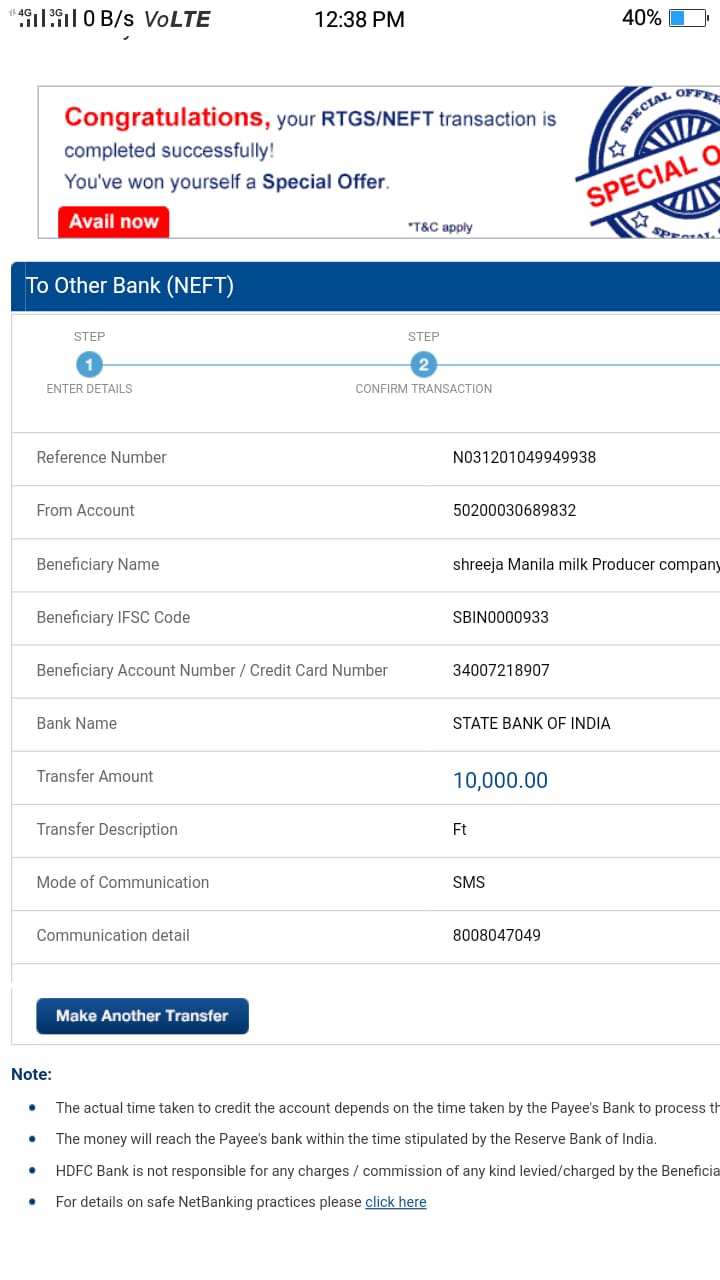 4G 3G 0 B/s VoLTE 12:38 PM 40%
Congratulations, your RTGS/NEFT transaction is
completed successfully!
You've won yourself a Special Offer.
Avail now
*T&C apply
SPECIAL OFFER
SPECIAL O
SPECIAL
To Other Bank (NEFT)
STEP STEP
1 2
ENTER DETAILS CONFIRM TRANSACTION
Reference Number N031201049949938
From Account 50200030689832
Beneficiary Name shreeja Manila milk Producer company
Beneficiary IFSC Code SBIN0000933
Beneficiary Account Number / Credit Card Number 34007218907
Bank Name STATE BANK OF INDIA
Transfer Amount 10,000.00
Transfer Description Ft
Mode of Communication SMS
Communication detail 8008047049
Make Another Transfer
Note:
The actual time taken to credit the account depends on the time taken by the Payee's Bank to process th
The money will reach the Payee's bank within the time stipulated by the Reserve Bank of India.
HDFC Bank is not responsible for any charges / commission of any kind levied/charged by the Beneficia
For details on safe NetBanking practices please click here